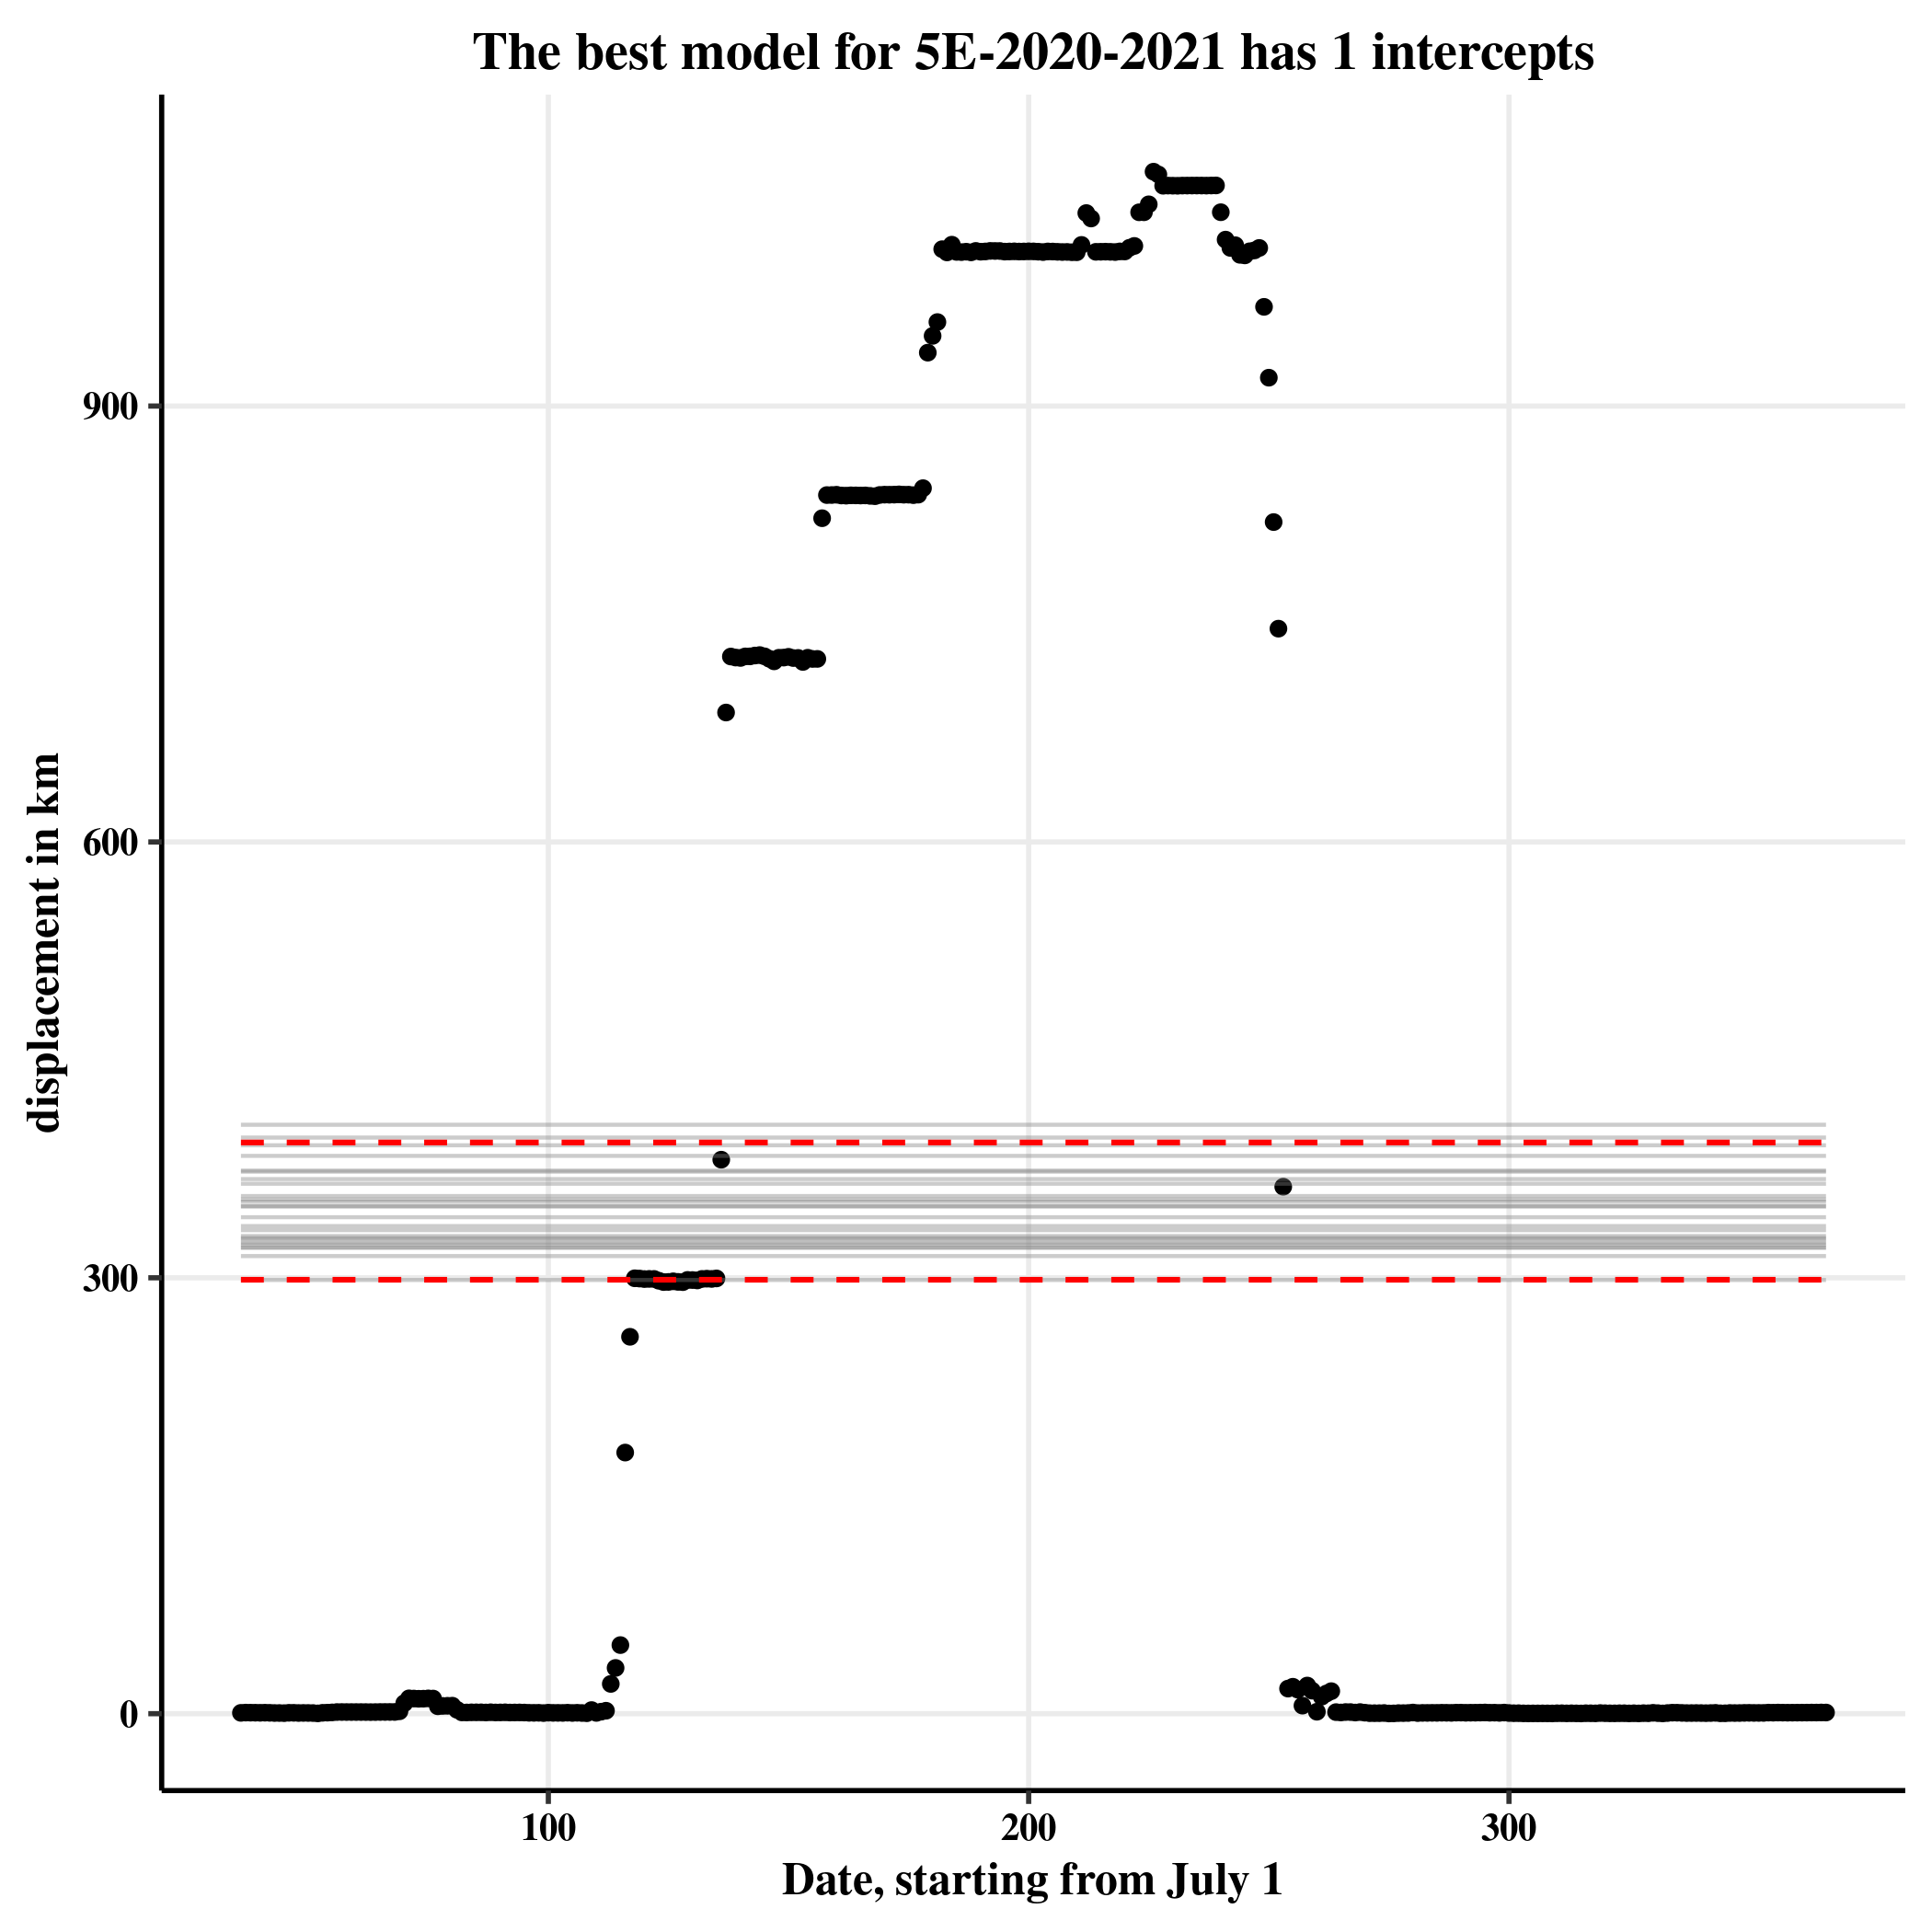 The best model for 5E-2020-2021 has 1 intercepts
displacement in km
900
600
300
0
100
200
300
Date, starting from July 1